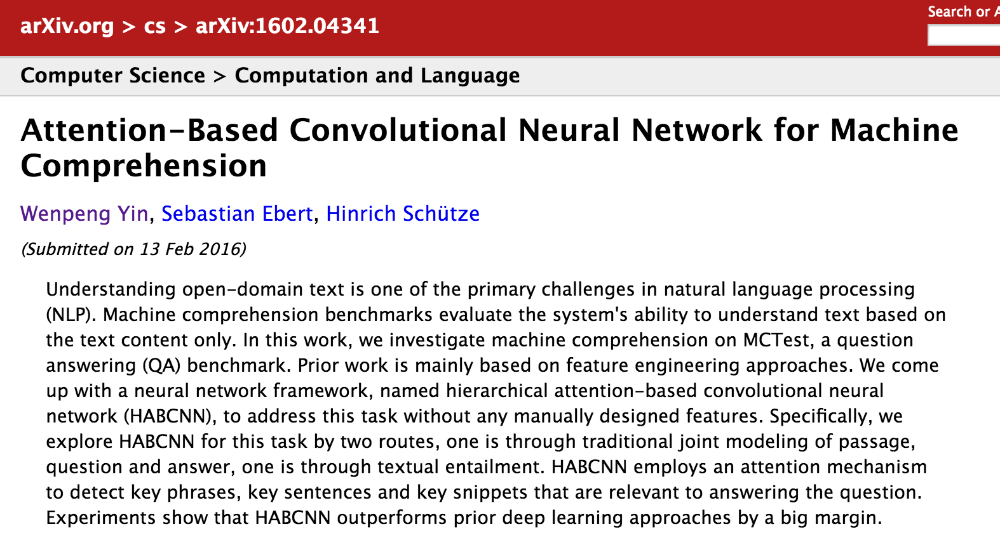 arXiv.org > cs > arXiv:1602.04341
Search or A
Computer Science > Computation and Language
Attention-Based Convolutional Neural Network for Machine
Comprehension
Wenpeng Yin, Sebastian Ebert, Hinrich Schütze
(Submitted on 13 Feb 2016)
Understanding open-domain text is one of the primary challenges in natural language processing
(NLP). Machine comprehension benchmarks evaluate the system's ability to understand text based on
the text content only. In this work, we investigate machine comprehension on MCTest, a question
answering (QA) benchmark. Prior work is mainly based on feature engineering approaches. We come
up with a neural network framework, named hierarchical attention-based convolutional neural
network (HABCNN), to address this task without any manually designed features. Specifically, we
explore HABCNN for this task by two routes, one is through traditional joint modeling of passage,
question and answer, one is through textual entailment. HABCNN employs an attention mechanism
to detect key phrases, key sentences and key snippets that are relevant to answering the question.
Experiments show that HABCNN outperforms prior deep learning approaches by a big margin.